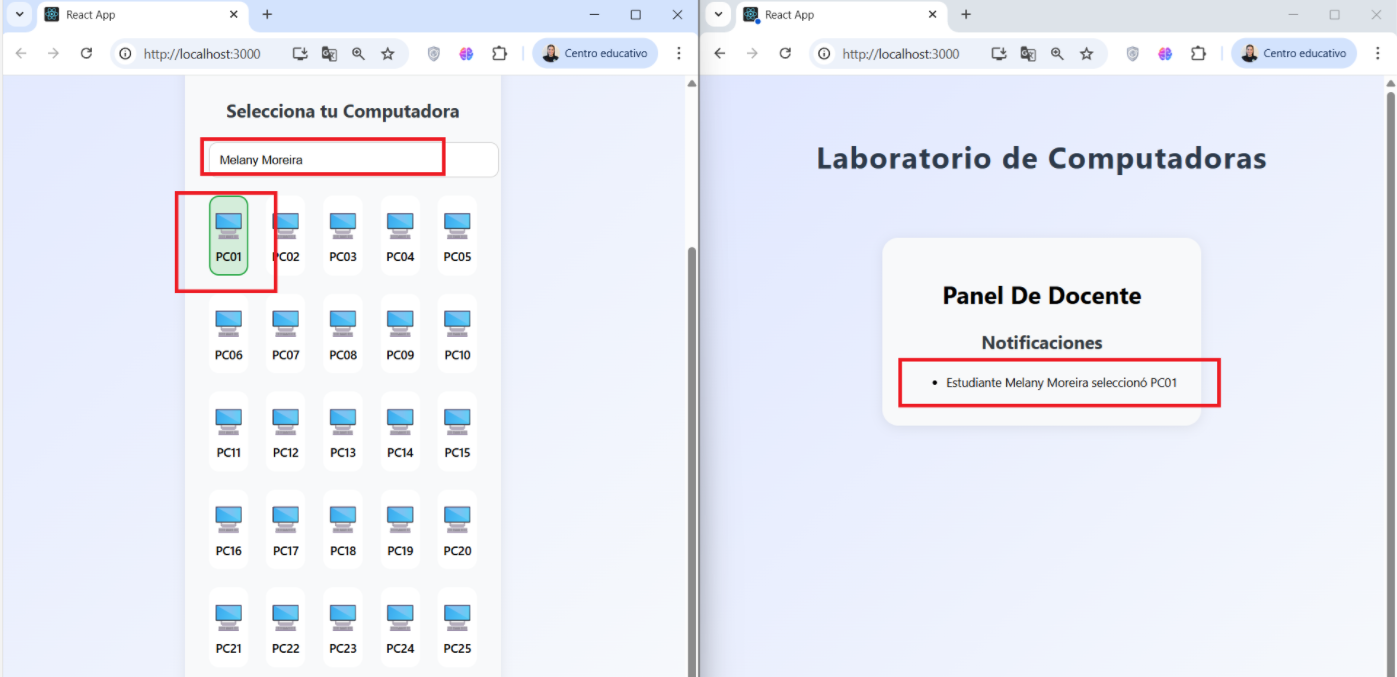 React App
http://localhost:3000
Centro educativo
Selecciona tu Computadora
Melany Moreira
PC01 PC02 PC03 PC04 PC05
PC06 PC07 PC08 PC09 PC10
PC11 PC12 PC13 PC14 PC15
PC16 PC17 PC18 PC19 PC20
PC21 PC22 PC23 PC24 PC25
React App
http://localhost:3000
Centro educativo
Laboratorio de Computadoras
Panel De Docente
Notificaciones
• Estudiante Melany Moreira seleccionó PC01